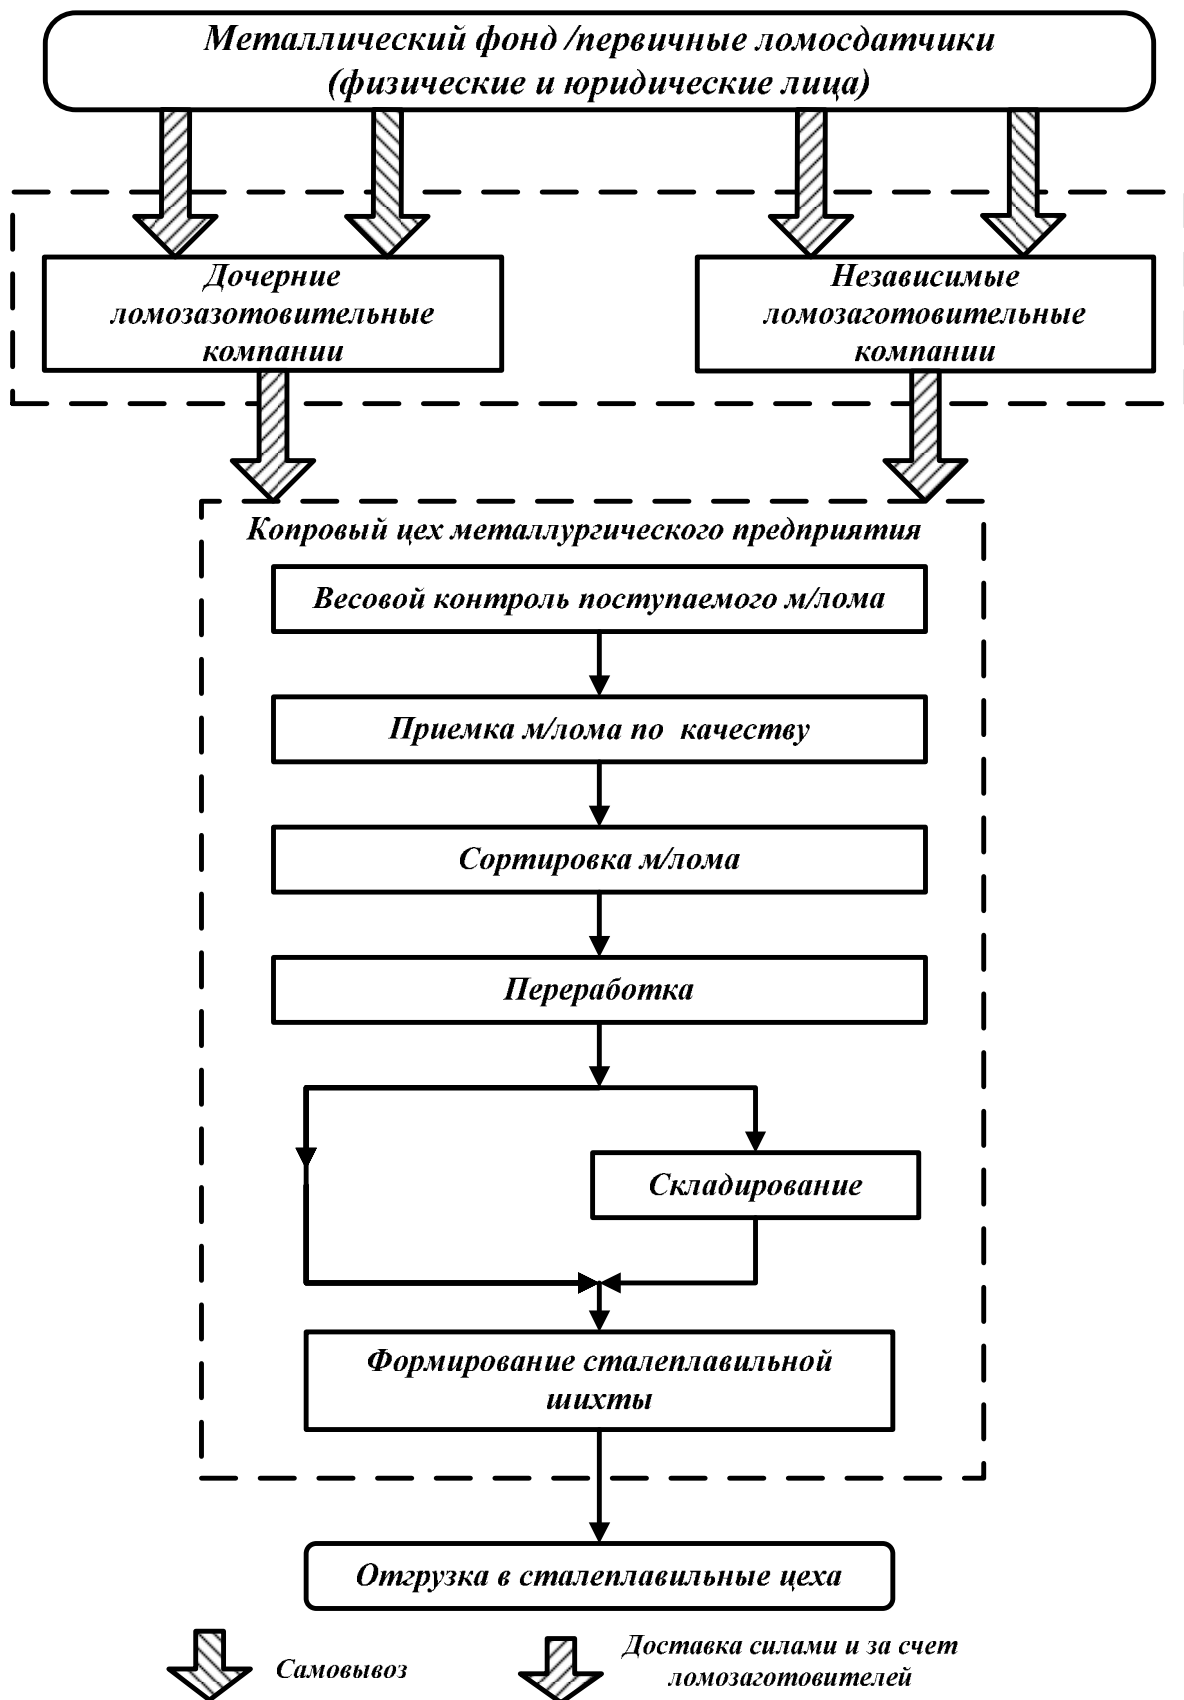 Металлический фонд /первичные ломосдатчики
(физические и юридические лица)
Дочерние
ломозазотовительные
компании
Независимые
ломозаготовительные
компании
Копровый цех металлургического предприятия
Весовой контроль поступаемого м/лома
Приемка м/лома по качеству
Сортировка м/лома
Переработка
Складирование
Формирование сталеплавильной
шихты
Отгрузка в сталеплавильные цеха
Самовывоз
Доставка силами и за счет
ломозаготовителей